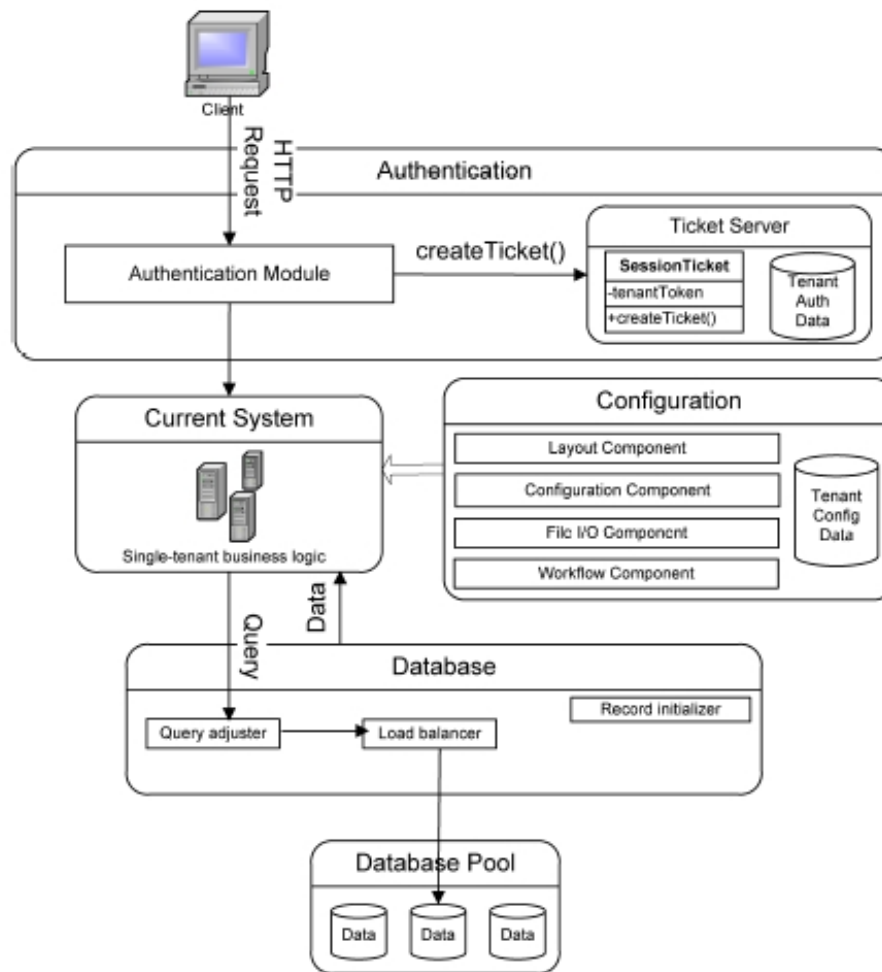 Client
HTTP
Request
Authentication
Authentication Module
createTicket()
Ticket Server
SessionTicket
-tenantToken
+createTicket()
Tenant
Auth
Data
Current System
Single-tenant business logic
Configuration
Layout Component
Configuration Component
File I/O Component
Workflow Component
Tenant
Config
Data
Query
Data
Database
Record initializer
Query adjuster
Load balancer
Database Pool
Data
Data
Data